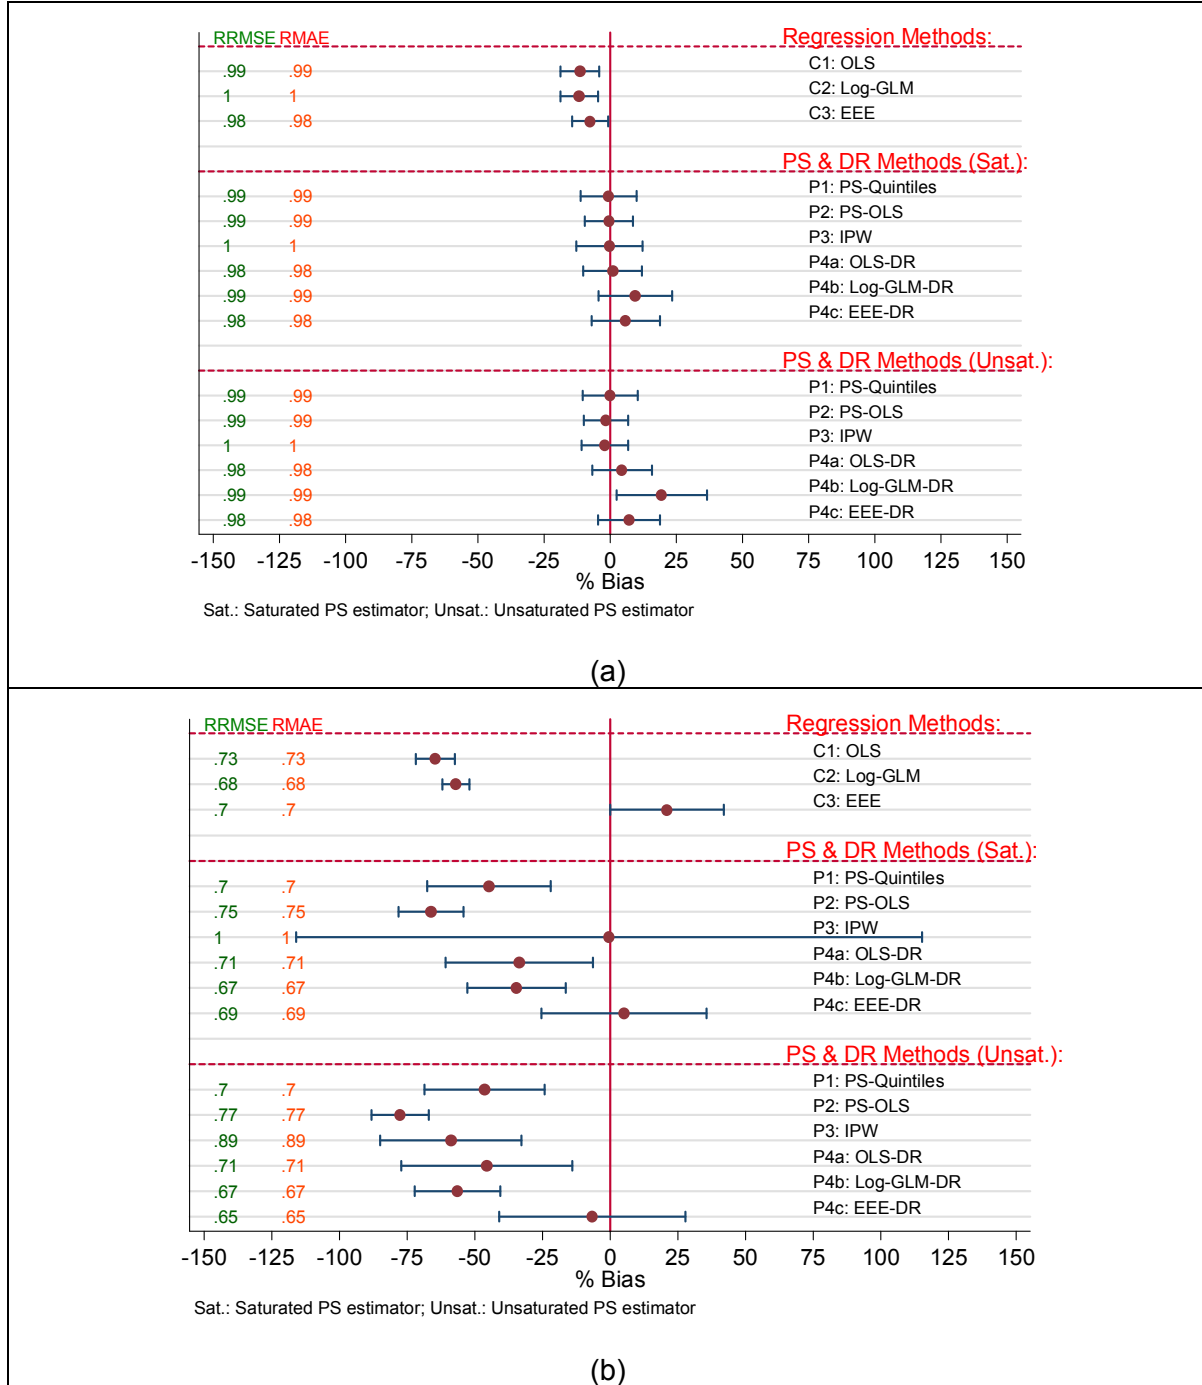 RRMSE RMAE Regression Methods:
.99 .99 C1: OLS
1 1 C2: Log-GLM
.98 .98 C3: EEE
PS & DR Methods (Sat.):
.99 .99 P1: PS-Quintiles
.99 .99 P2: PS-OLS
1 1 P3: IPW
.98 .98 P4a: OLS-DR
.99 .99 P4b: Log-GLM-DR
.98 .98 P4c: EEE-DR
PS & DR Methods (Unsat.):
.99 .99 P1: PS-Quintiles
.99 .99 P2: PS-OLS
1 1 P3: IPW
.98 .98 P4a: OLS-DR
.99 .99 P4b: Log-GLM-DR
.98 .98 P4c: EEE-DR
-150 -125 -100 -75 -50 -25 0 25 50 75 100 125 150
% Bias
Sat.: Saturated PS estimator; Unsat.: Unsaturated PS estimator
(a)
RRMSE RMAE Regression Methods:
.73 .73 C1: OLS
.68 .68 C2: Log-GLM
.7 .7 C3: EEE
PS & DR Methods (Sat.):
.7 .7 P1: PS-Quintiles
.75 .75 P2: PS-OLS
1 1 P3: IPW
.71 .71 P4a: OLS-DR
.67 .67 P4b: Log-GLM-DR
.69 .69 P4c: EEE-DR
PS & DR Methods (Unsat.):
.7 .7 P1: PS-Quintiles
.77 .77 P2: PS-OLS
.89 .89 P3: IPW
.71 .71 P4a: OLS-DR
.67 .67 P4b: Log-GLM-DR
.65 .65 P4c: EEE-DR
-150 -125 -100 -75 -50 -25 0 25 50 75 100 125 150
% Bias
Sat.: Saturated PS estimator; Unsat.: Unsaturated PS estimator
(b)